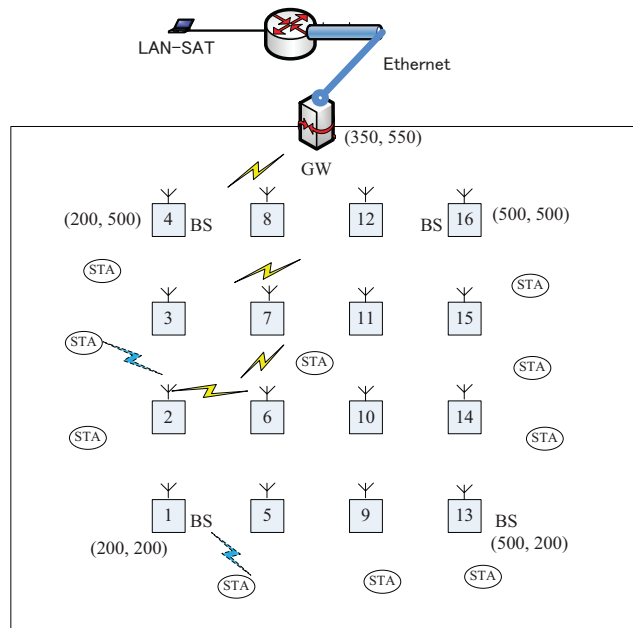 LAN-SAT
Ethernet
(350, 550)
GW
(200, 500)
4
BS
8
12
BS
16
(500, 500)
STA
STA
3
7
11
15
STA
STA
STA
2
6
10
14
STA
STA
1
BS
5
9
13
BS
(200, 200)
(500, 200)
STA
STA
STA